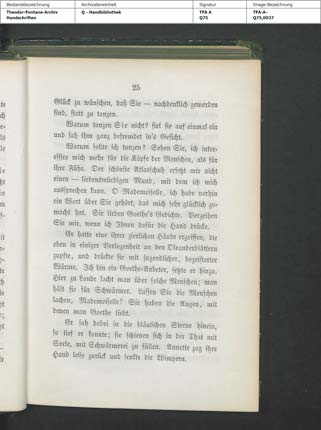 Bestandsbezeichnung Archivaleneinheit Signatur Image-Bezeichnung
Theodor-Fontane-Archiv Q - Handbibliothek TFA A TFA-A-
Handschriften Q75 Q75,0037
25
Glück zu wünschen, daß Sie — nachdenklich geworden
sind, statt zu tanzen.
Warum tanzen Sie nicht? fiel sie auf einmal ein
und sah ihm ganz befremdet in's Gesicht.
Warum sollte ich tanzen? Sehen Sie, ich inter-
essire mich mehr für die Köpfe der Menschen, als für
ihre Füße. Der schönste Atlasschuh ersetzt mir nicht
einen — liebenswürdigen Mund, mit dem ich mich
aussprechen kann. O Mademoiselle, ich habe vorhin
ein Wort über Sie gehört, das mich sehr glücklich ge-
macht hat. Sie lieben Goethe's Gedichte. Verzeihen
Sie mir, wenn ich Ihnen dafür die Hand drücke.
Er hatte eine ihrer zierlichen Hände ergriffen, die
eben in einiger Verlegenheit an den Oleanderblättern
zupfte, und drückte sie mit jugendlicher, begeisterter
Wärme. Ich bin ein Goethe-Anbeter, setzte er hinzu.
Hier zu Lande lacht man über solche Menschen; man
hält sie für Schwärmer. Lassen Sie die Menschen
lachen, Mademoiselle! Sie haben die Augen, mit
denen man Goethe liebt.
Er sah dabei in die bläulichen Sterne hinein,
so tief er konnte; sie schienen sich in der That mit
Seele, mit Schwärmerei zu füllen. Annette zog ihre
Hand leise zurück und senkte die Wimpern.